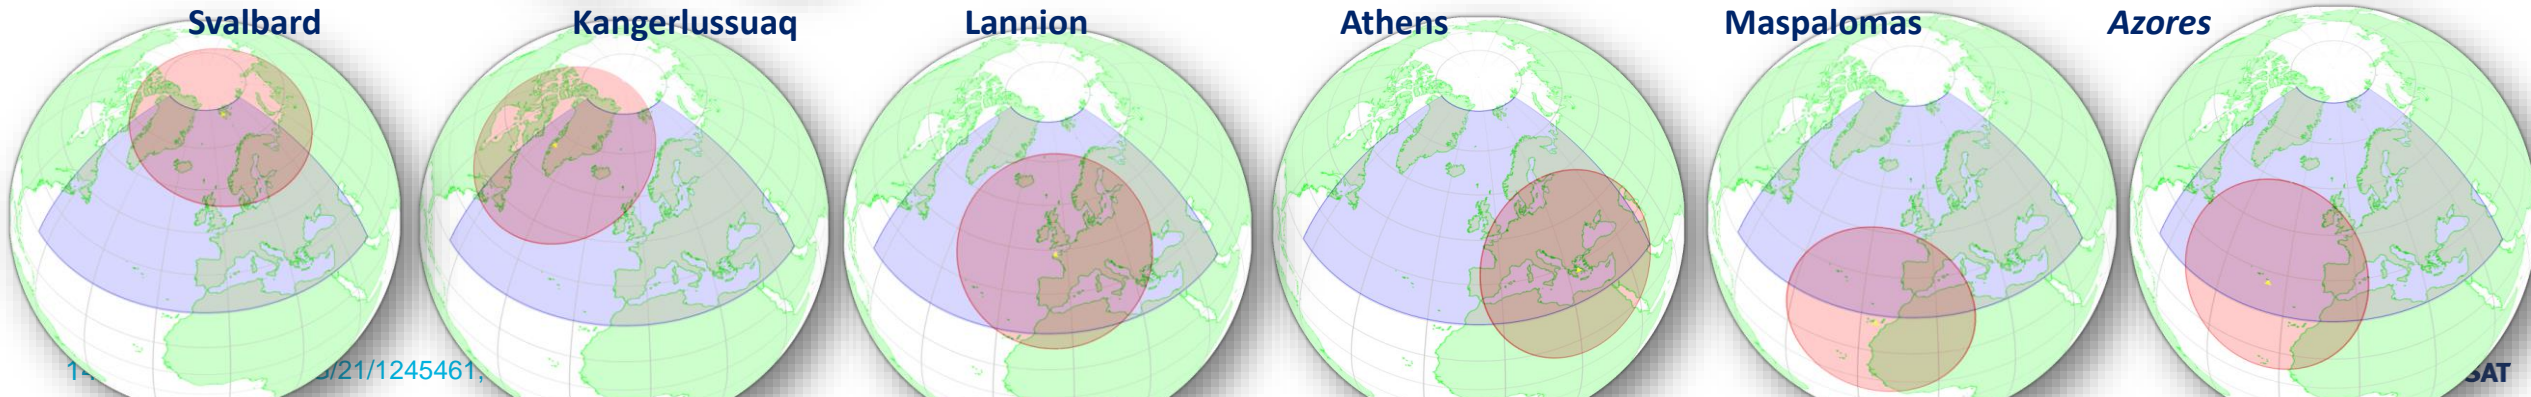 Svalbard
Kangerlussuaq
Lannion
Athens
Maspalomas
Azores
/21/1245461,
SAT